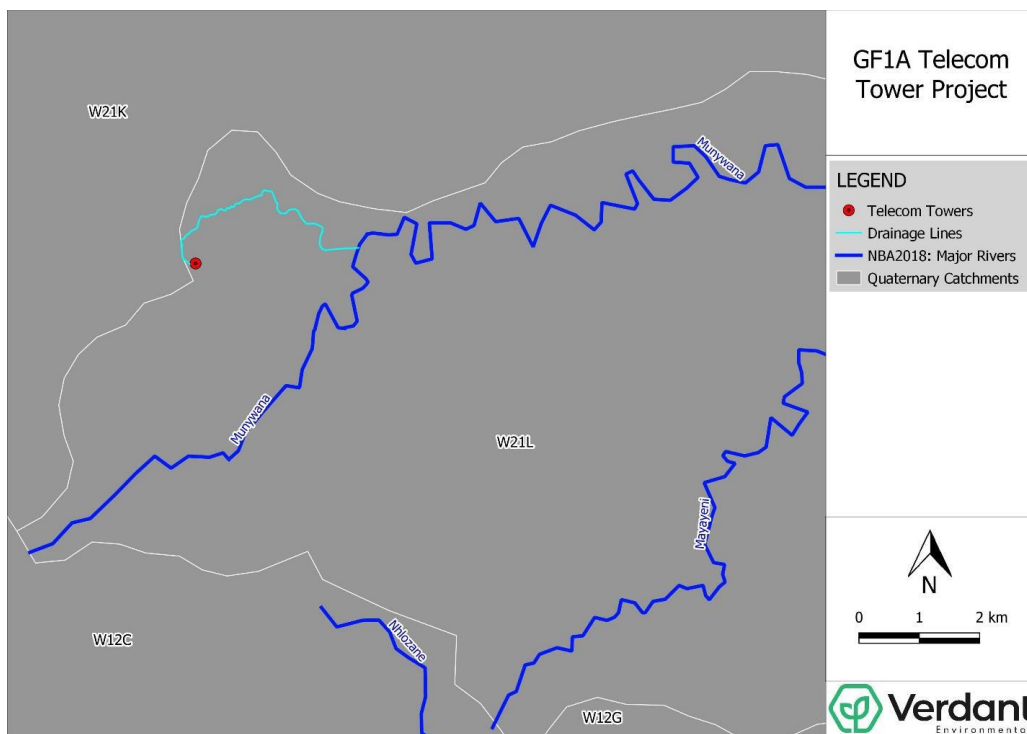 GF1A Telecom
Tower Project
LEGEND
Telecom Towers
Drainage Lines
NBA2018: Major Rivers
Quaternary Catchments
W21K
Munywana
Munywana
W21L
Mayayeni
W12C
Nhlozane
W12G
N
0 1 2 km
Verdant
Environmental